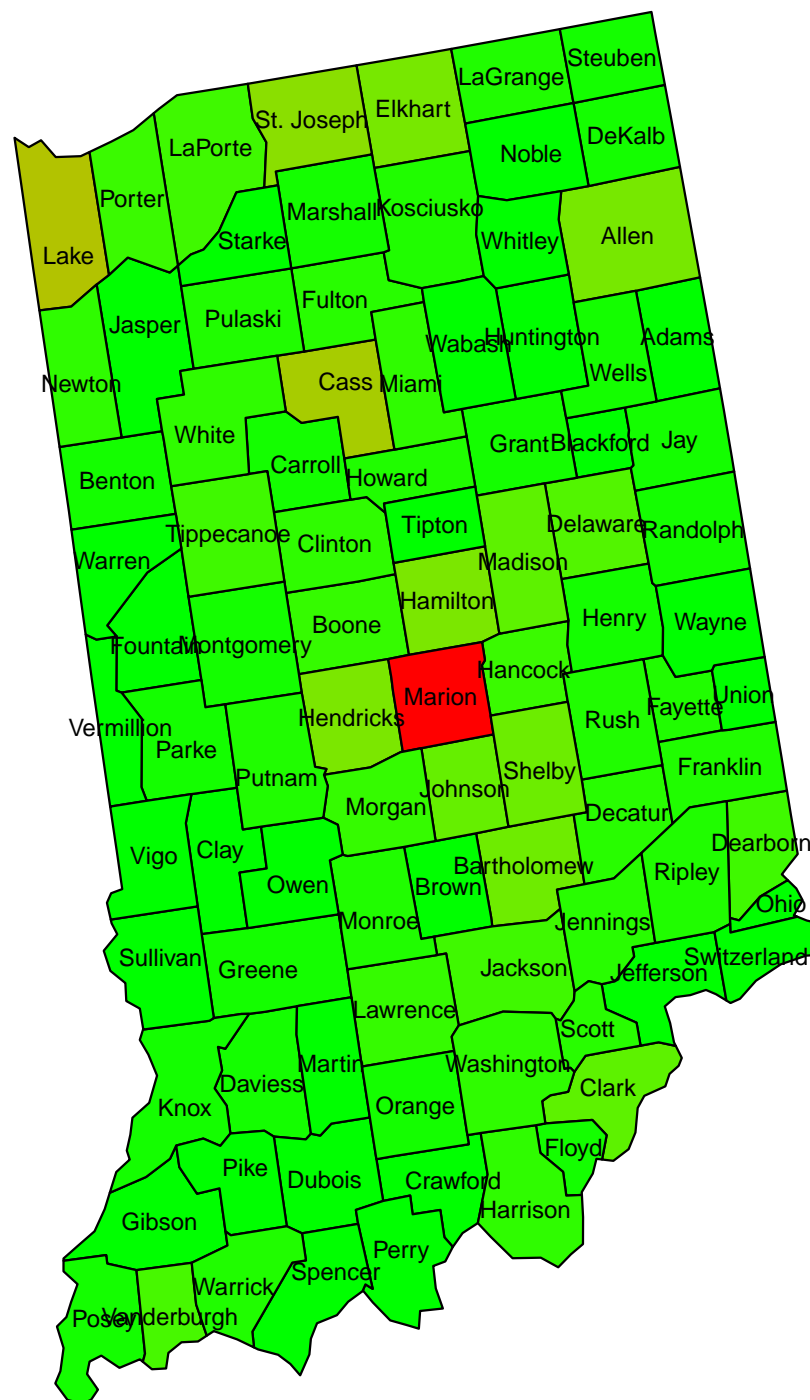 Steuben
LaGrange
Elkhart
St. Joseph
LaPorte
DeKalb
Noble
Porter
Kosciusko
Marshall
Starke
Whitley
Allen
Lake
Fulton
Pulaski
Jasper
Wabash
Huntington
Adams
Wells
Newton
Cass
Miami
White
Grant
Blackford
Jay
Carroll
Howard
Benton
Tipton
Delaware
Randolph
Tippecanoe
Clinton
Warren
Madison
Hamilton
Henry
Wayne
Boone
Fountain
Montgomery
Hancock
Marion
Union
Fayette
Hendricks
Rush
Vermillion
Parke
Putnam
Shelby
Franklin
Johnson
Morgan
Decatur
Dearborn
Clay
Vigo
Bartholomew
Ripley
Owen
Brown
Ohio
Monroe
Jennings
Sullivan
Switzerland
Greene
Jackson
Jefferson
Lawrence
Scott
Martin
Washington
Daviess
Clark
Knox
Orange
Floyd
Pike
Dubois
Crawford
Harrison
Gibson
Perry
Spencer
Warrick
Posey
Vanderburgh